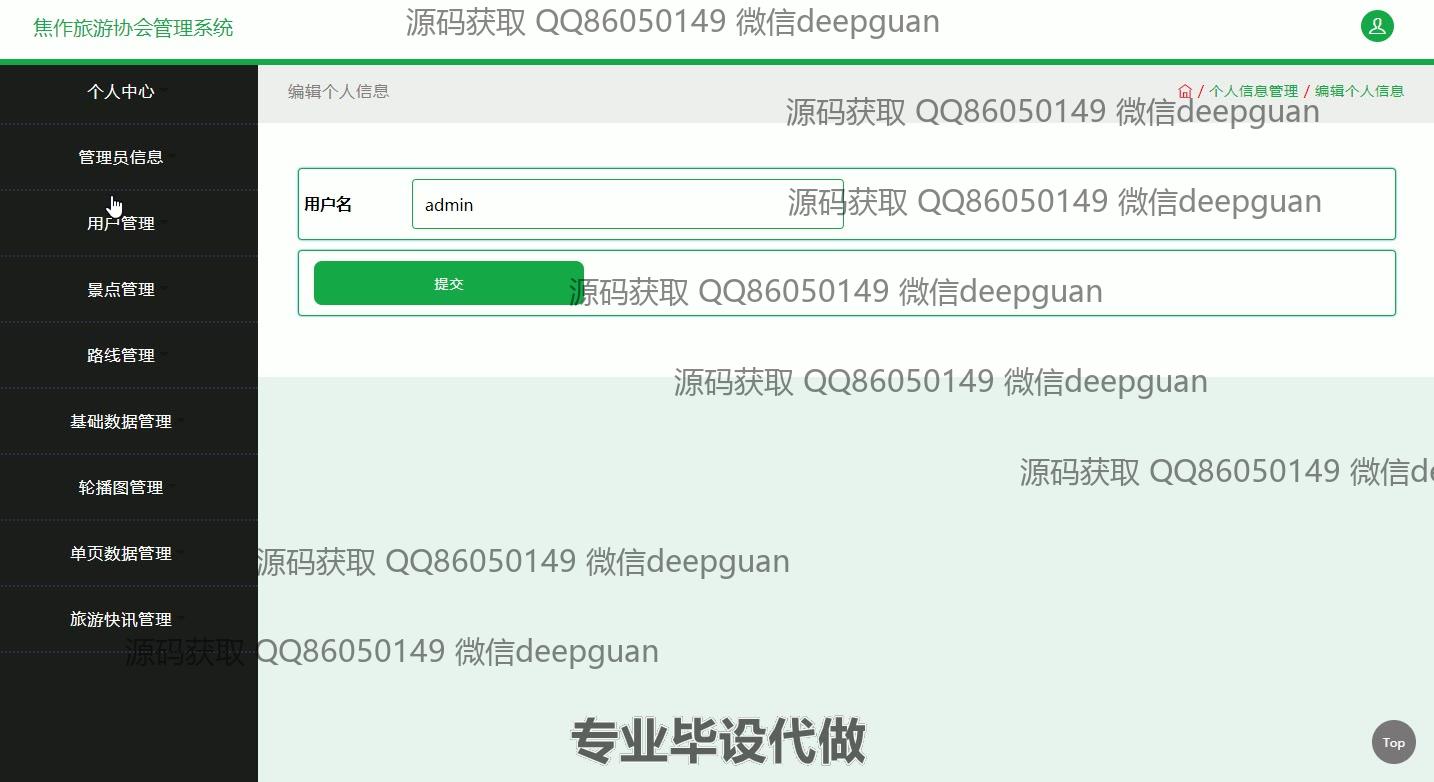 焦作旅游协会管理系统
源码获取 QQ86050149 微信deepguan
个人中心
编辑个人信息
/ 个人信息管理 / 编辑个人信息
源码获取 QQ86050149 微信deepguan
管理员信息
用户名
admin
源码获取 QQ86050149 微信deepguan
用户管理
景点管理
提交
源码获取 QQ86050149 微信deepguan
路线管理
源码获取 QQ86050149 微信deepguan
基础数据管理
源码获取 QQ86050149 微信de
轮播图管理
单页数据管理
源码获取 QQ86050149 微信deepguan
旅游快讯管理
源码获取 QQ86050149 微信deepguan
专业毕设代做
Top